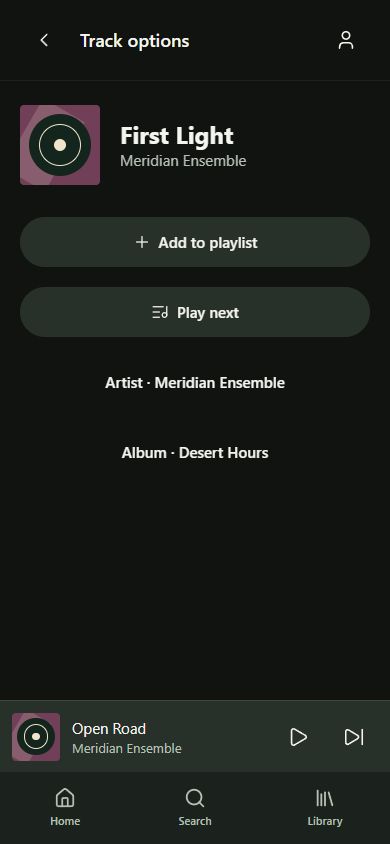 Track options
First Light
Meridian Ensemble
Add to playlist
Play next
Artist · Meridian Ensemble
Album · Desert Hours
Open Road
Meridian Ensemble
Home
Search
Library